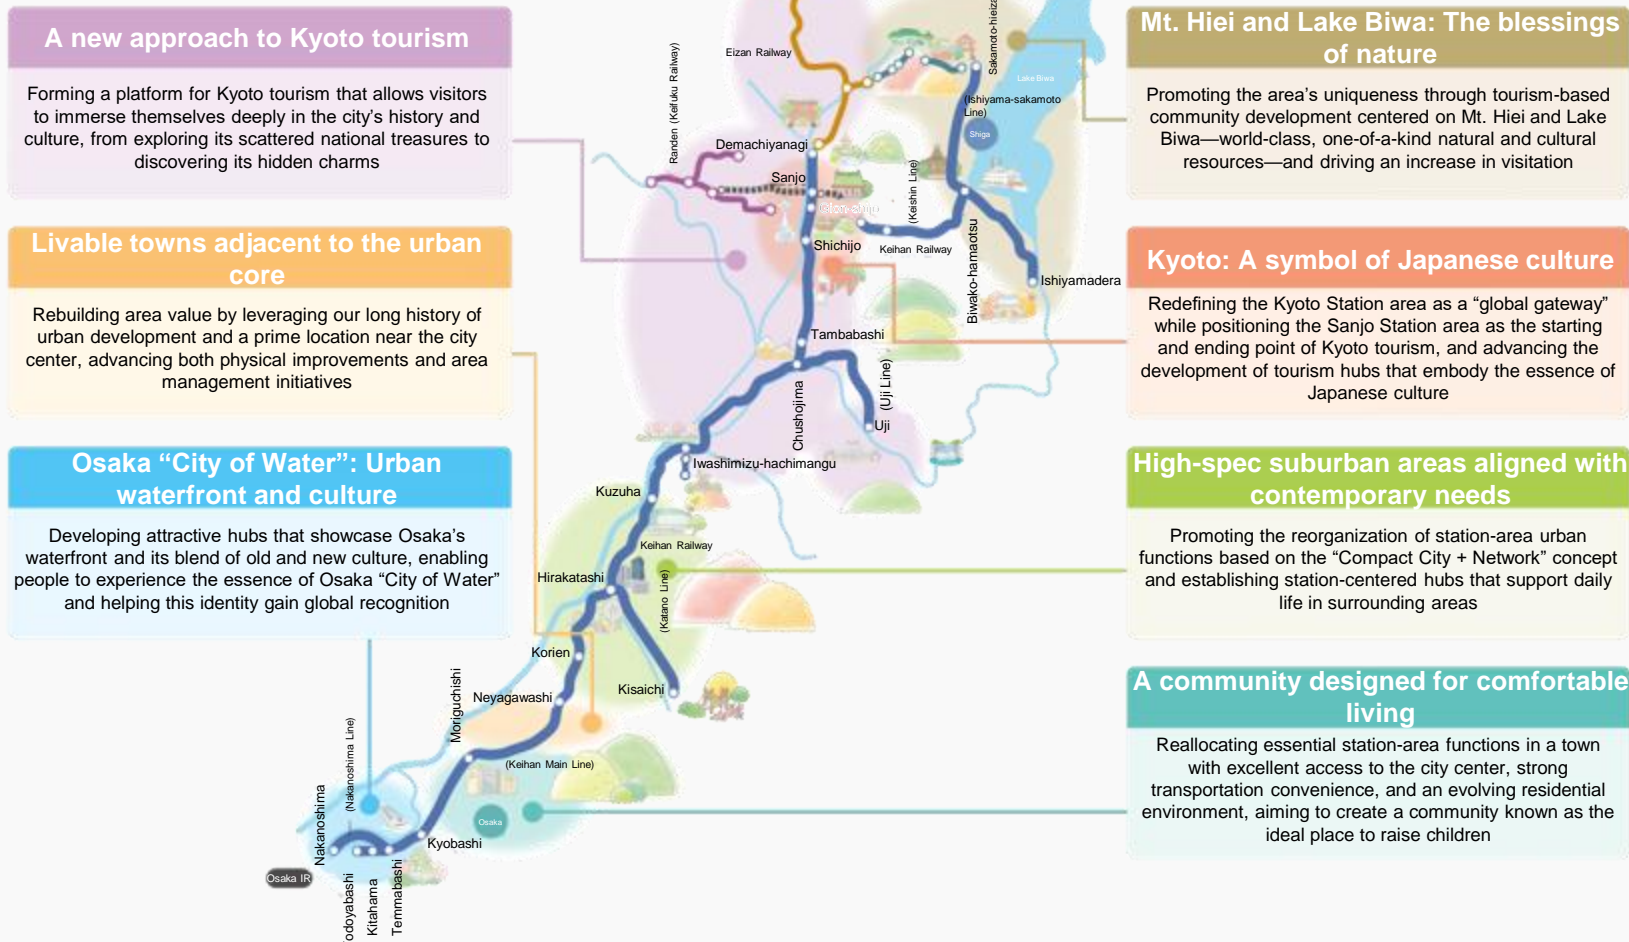 A new approach to Kyoto tourism
Forming a platform for Kyoto tourism that allows visitors
to immerse themselves deeply in the city's history and
culture, from exploring its scattered national treasures to
discovering its hidden charms
Livable towns adjacent to the urban
core
Rebuilding area value by leveraging our long history of
urban development and a prime location near the city
center, advancing both physical improvements and area
management initiatives
Osaka “City of Water”: Urban
waterfront and culture
Developing attractive hubs that showcase Osaka's
waterfront and its blend of old and new culture, enabling
people to experience the essence of Osaka “City of Water”
and helping this identity gain global recognition
Eizan Railway
Randen (Keifuku Railway)
Demachiyanagi
Sanjo
Shichijo
Tambabashi
Chushojima
(Uji Line)
Uji
Iwashimizu-hachimangu
Kuzuha
Keihan Railway
Hirakatashi
(Katano Line)
Korien
Kisaichi
Neyagawashi
Moriguchishi
(Keihan Main Line)
(Nakanoshima Line)
Nakanoshima
Osaka
Kyobashi
Osaka IR
Kitahama
Temmabashi
Lake Biwa
(Ishiyama-sakamoto
Line)
Shiga
(Keishin Line)
Keihan Railway
Biwako-hamaotsu
Ishiyamadera
Mt. Hiei and Lake Biwa: The blessings
of nature
Promoting the area's uniqueness through tourism-based
community development centered on Mt. Hiei and Lake
Biwa—world-class, one-of-a-kind natural and cultural
resources—and driving an increase in visitation
Kyoto: A symbol of Japanese culture
Redefining the Kyoto Station area as a “global gateway”
while positioning the Sanjo Station area as the starting
and ending point of Kyoto tourism, and advancing the
development of tourism hubs that embody the essence of
Japanese culture
High-spec suburban areas aligned with
contemporary needs
Promoting the reorganization of station-area urban
functions based on the “Compact City + Network” concept
and establishing station-centered hubs that support daily
life in surrounding areas
A community designed for comfortable
living
Reallocating essential station-area functions in a town
with excellent access to the city center, strong
transportation convenience, and an evolving residential
environment, aiming to create a community known as the
ideal place to raise children